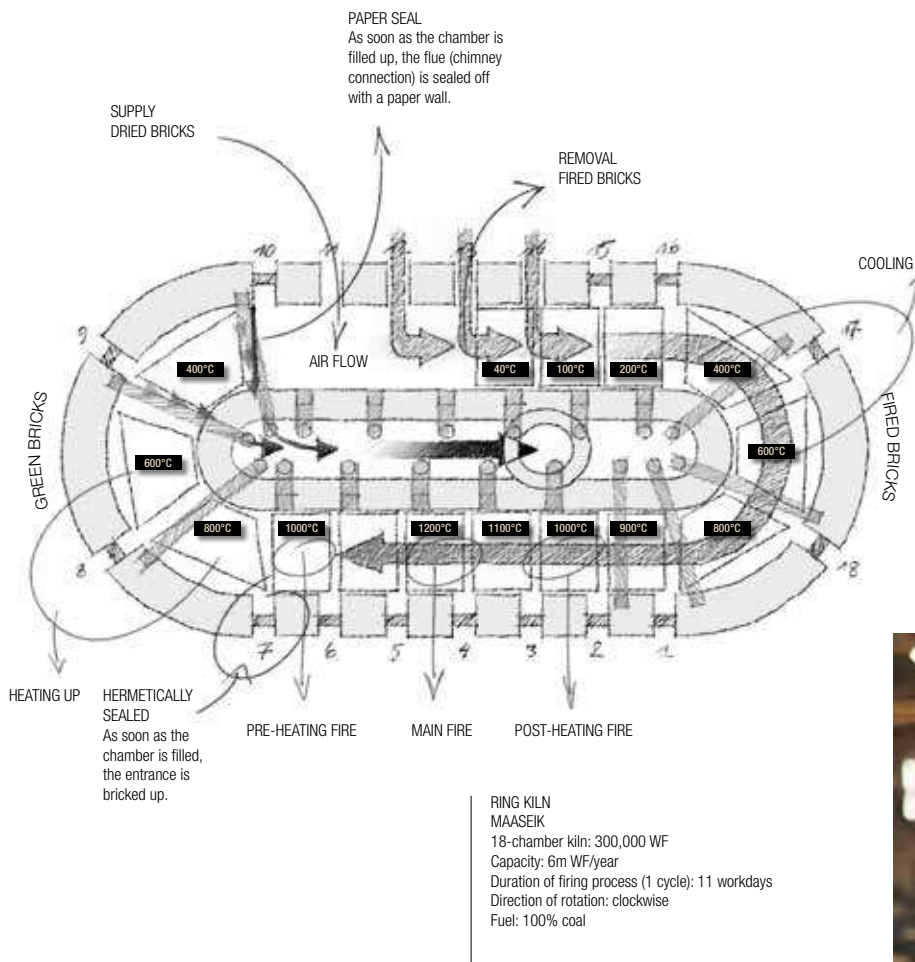 PAPER SEAL
As soon as the chamber is
filled up, the flue (chimney
connection) is sealed off
with a paper wall.
SUPPLY
DRIED BRICKS
REMOVAL
FIRED BRICKS
COOLING
10
11
12
13
14
15
16
9
17
400°C
AIR FLOW
40°C
100°C
200°C
400°C
GREEN BRICKS
600°C
600°C
FIRED BRICKS
800°C
1000°C
1200°C
1100°C
1000°C
900°C
800°C
8
18
7
6
5
4
3
2
1
HEATING UP
HERMETICALLY
SEALED
As soon as the
chamber is filled,
the entrance is
bricked up.
PRE-HEATING FIRE
MAIN FIRE
POST-HEATING FIRE
RING KILN
MAASEIK
18-chamber kiln: 300,000 WF
Capacity: 6m WF/year
Duration of firing process (1 cycle): 11 workdays
Direction of rotation: clockwise
Fuel: 100% coal